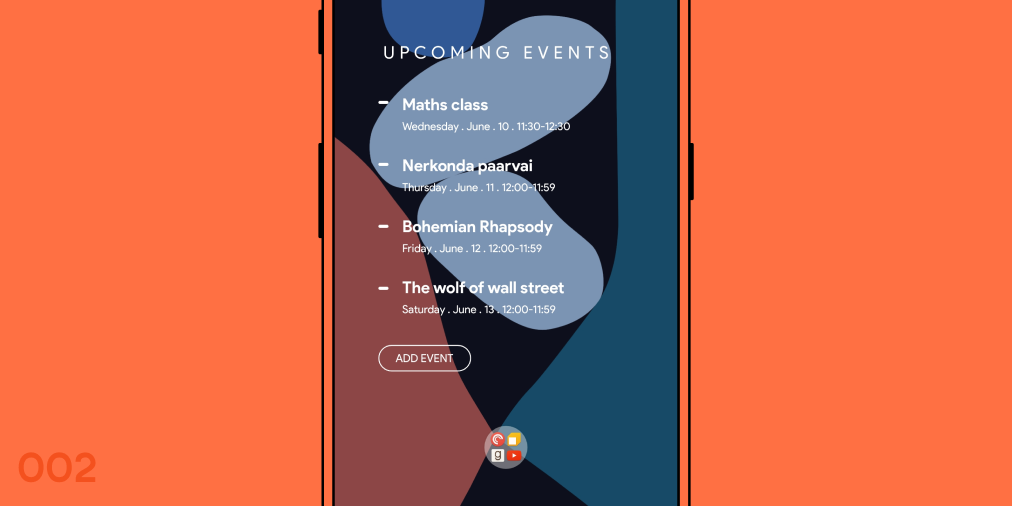 UPCOMING EVENTS
Maths class
Wednesday . June . 10 . 11:30-12:30
Nerkonda paarvai
Thursday . June . 11 . 12:00-11:59
Bohemian Rhapsody
Friday . June . 12 . 12:00-11:59
The wolf of wall street
Saturday . June . 13 . 12:00-11:59
ADD EVENT
g
002